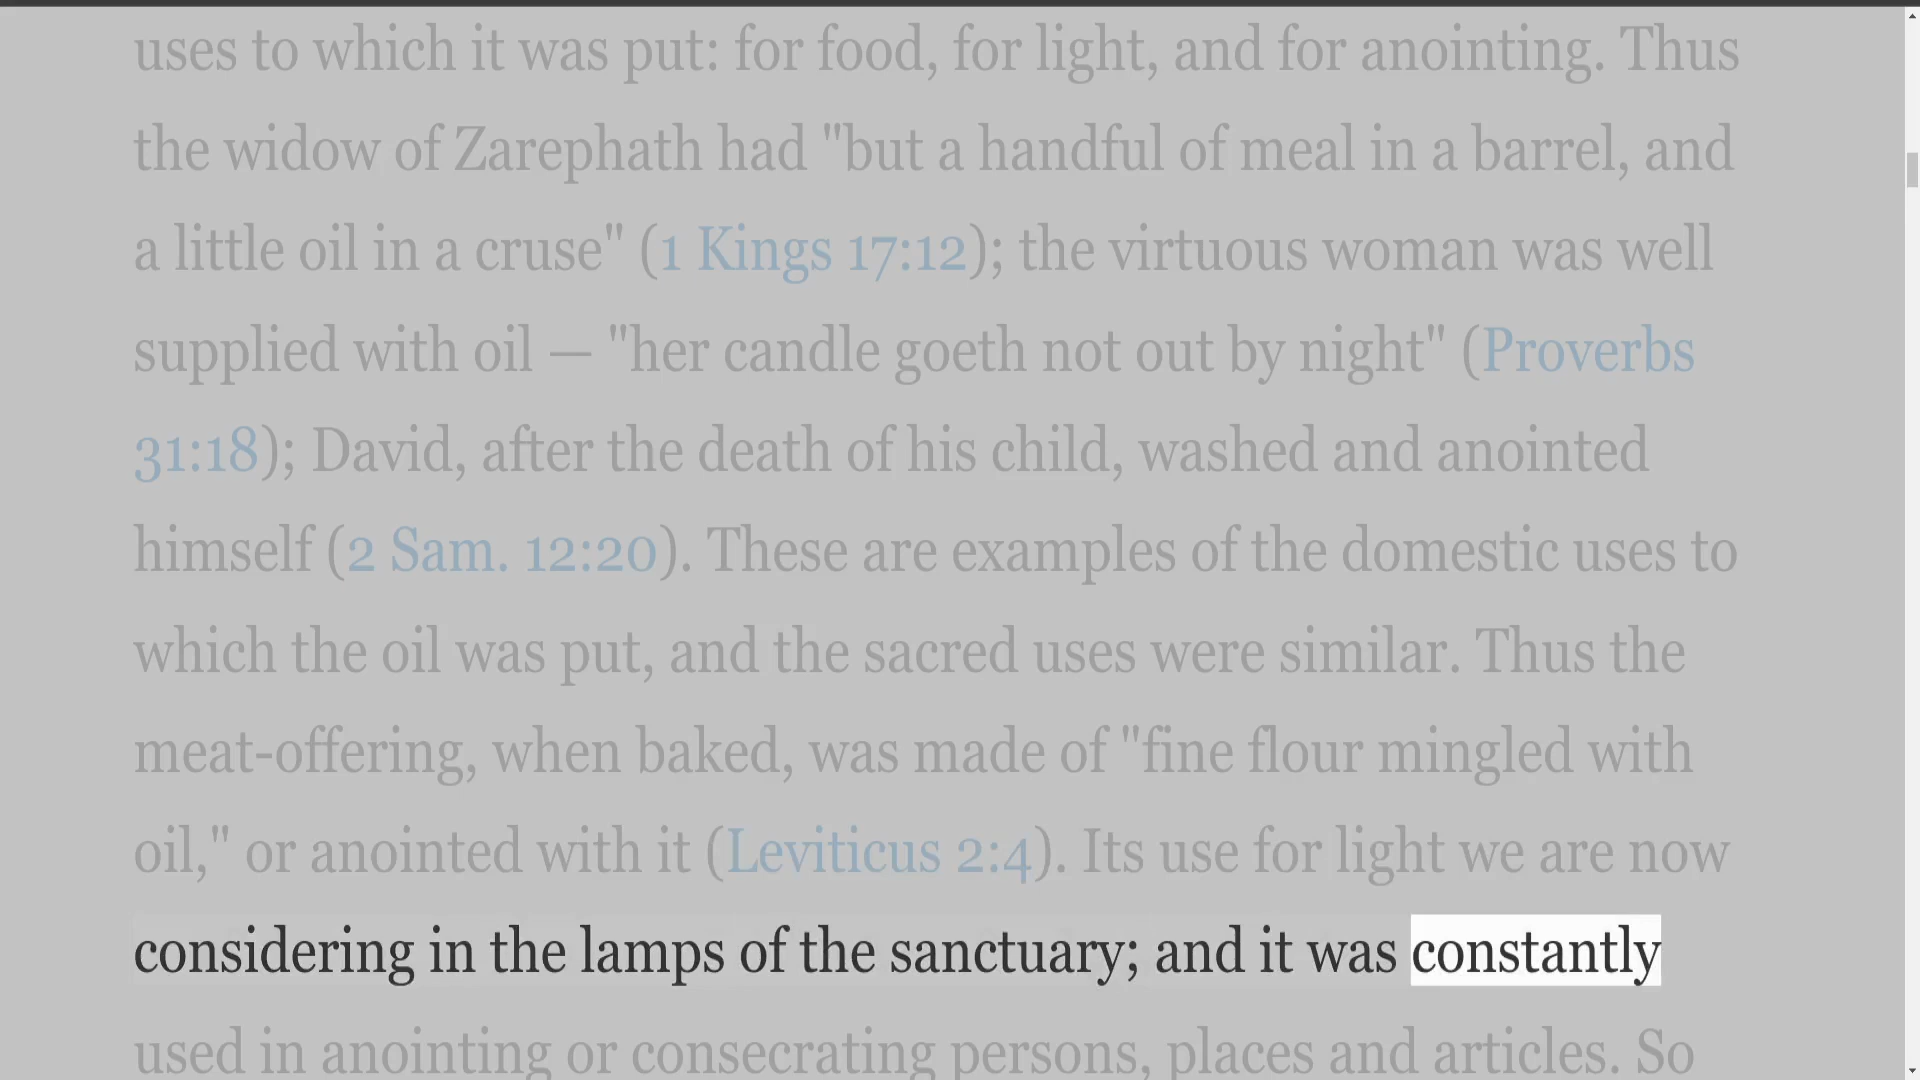 uses to which it was put: for food, for light, and for anointing. Thus
the widow of Zarephath had "but a handful of meal in a barrel, and
a little oil in a cruse" (1 Kings 17:12); the virtuous woman was well
supplied with oil — "her candle goeth not out by night" (Proverbs
31:18); David, after the death of his child, washed and anointed
himself (2 Sam. 12:20). These are examples of the domestic uses to
which the oil was put, and the sacred uses were similar. Thus the
meat-offering, when baked, was made of "fine flour mingled with
oil," or anointed with it (Leviticus 2:4). Its use for light we are now
considering in the lamps of the sanctuary; and it was constantly
used in anointing or consecrating persons, places and articles. So